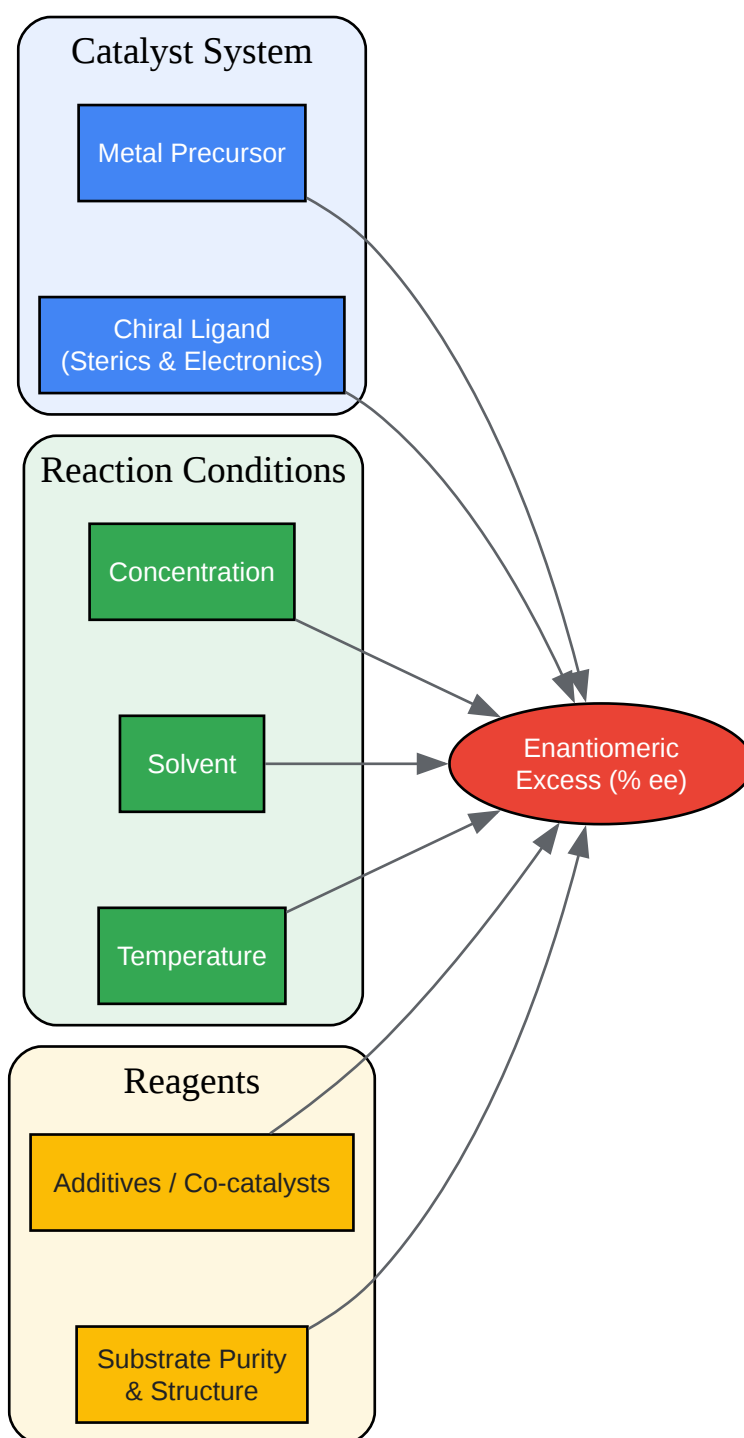 Catalyst System
Metal Precursor
Chiral Ligand
(Sterics & Electronics)
Reaction Conditions
Concentration
Solvent
Temperature
Enantiomeric
Excess (% ee)
Reagents
Additives / Co-catalysts
Substrate Purity
& Structure